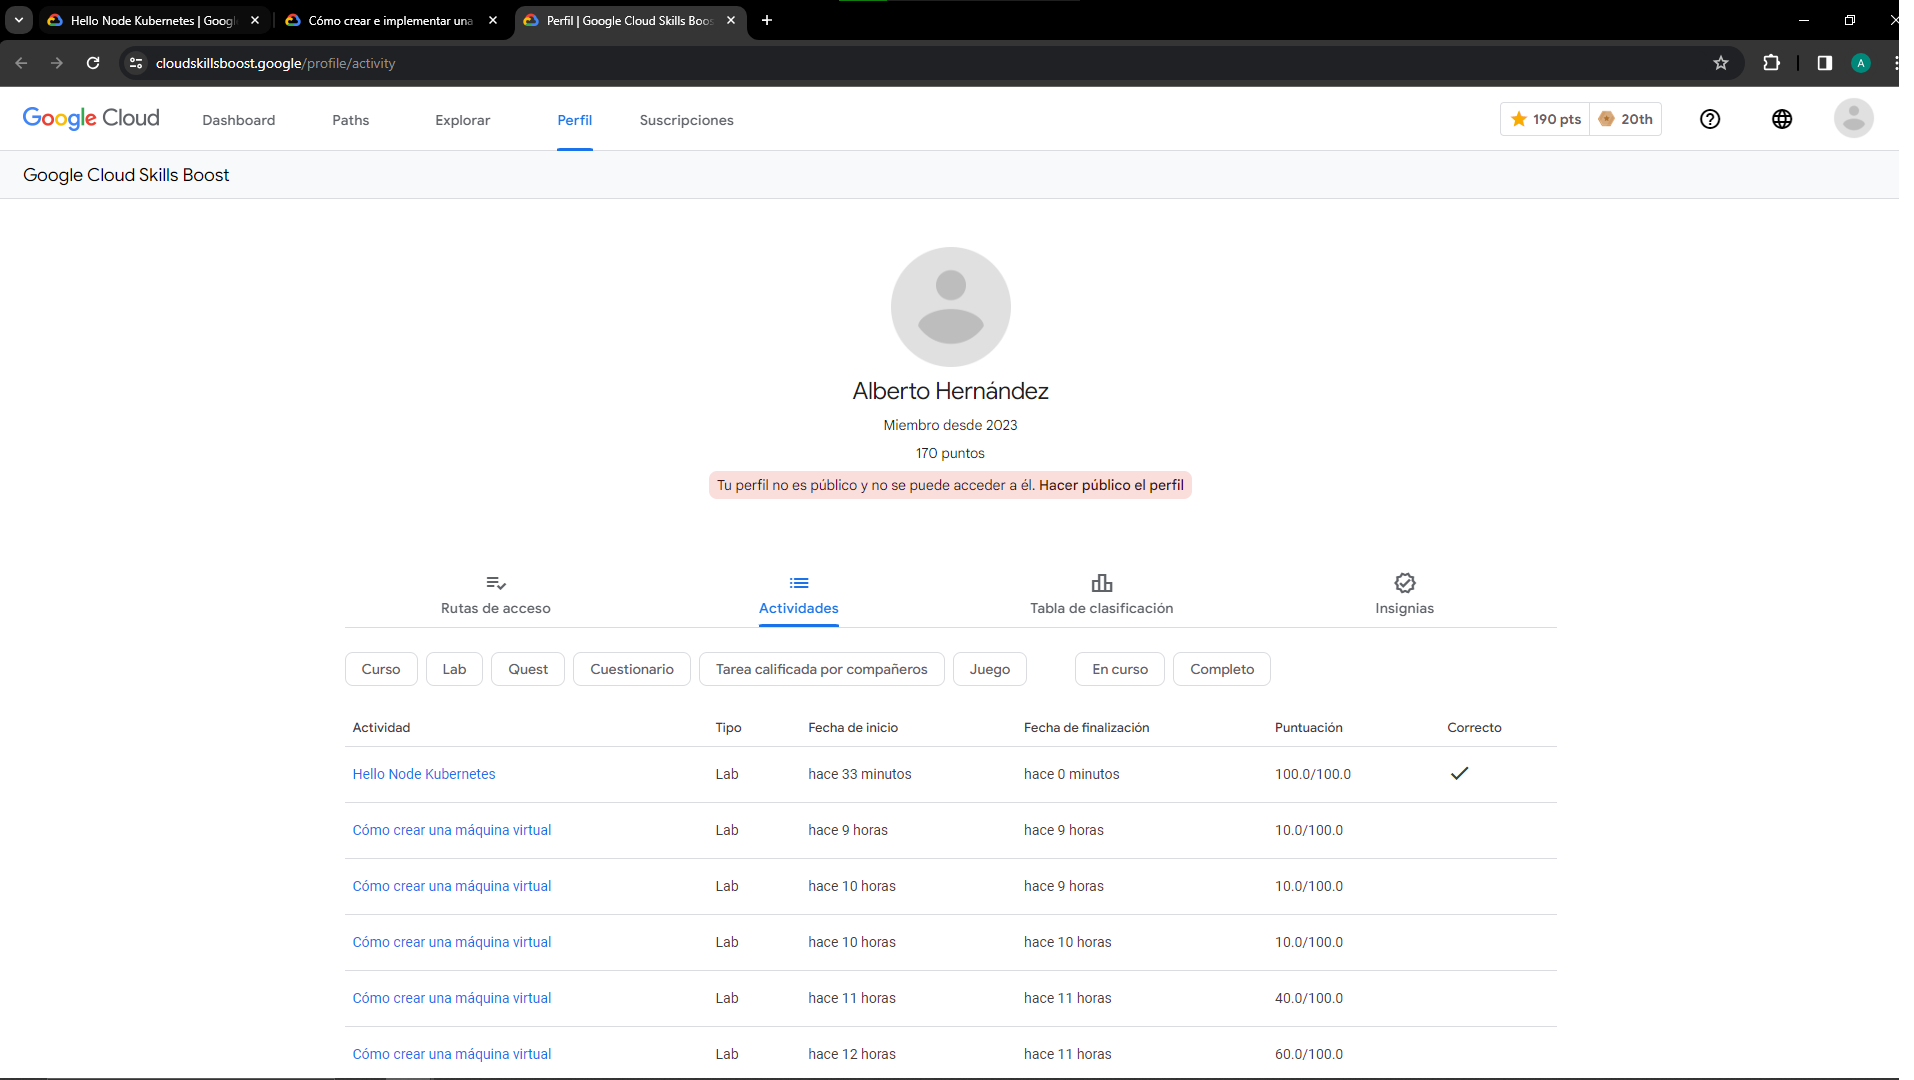 Hello Node Kubernetes | Googl
Cómo crear e implementar una
Perfil | Google Cloud Skills Boos
cloudskillsboost.google/profile/activity
A
Google Cloud
Dashboard
Paths
Explorar
Perfil
Suscripciones
190 pts
20th
Google Cloud Skills Boost
Alberto Hernández
Miembro desde 2023
170 puntos
Tu perfil no es público y no se puede acceder a él. Hacer público el perfil
Rutas de acceso
Actividades
Tabla de clasificación
Insignias
Curso
Lab
Quest
Cuestionario
Tarea calificada por compañeros
Juego
En curso
Completo
Actividad Tipo Fecha de inicio Fecha de finalización Puntuación Correcto
Hello Node Kubernetes Lab hace 33 minutos hace 0 minutos 100.0/100.0
Cómo crear una máquina virtual Lab hace 9 horas hace 9 horas 10.0/100.0
Cómo crear una máquina virtual Lab hace 10 horas hace 9 horas 10.0/100.0
Cómo crear una máquina virtual Lab hace 10 horas hace 10 horas 10.0/100.0
Cómo crear una máquina virtual Lab hace 11 horas hace 11 horas 40.0/100.0
Cómo crear una máquina virtual Lab hace 12 horas hace 11 horas 60.0/100.0